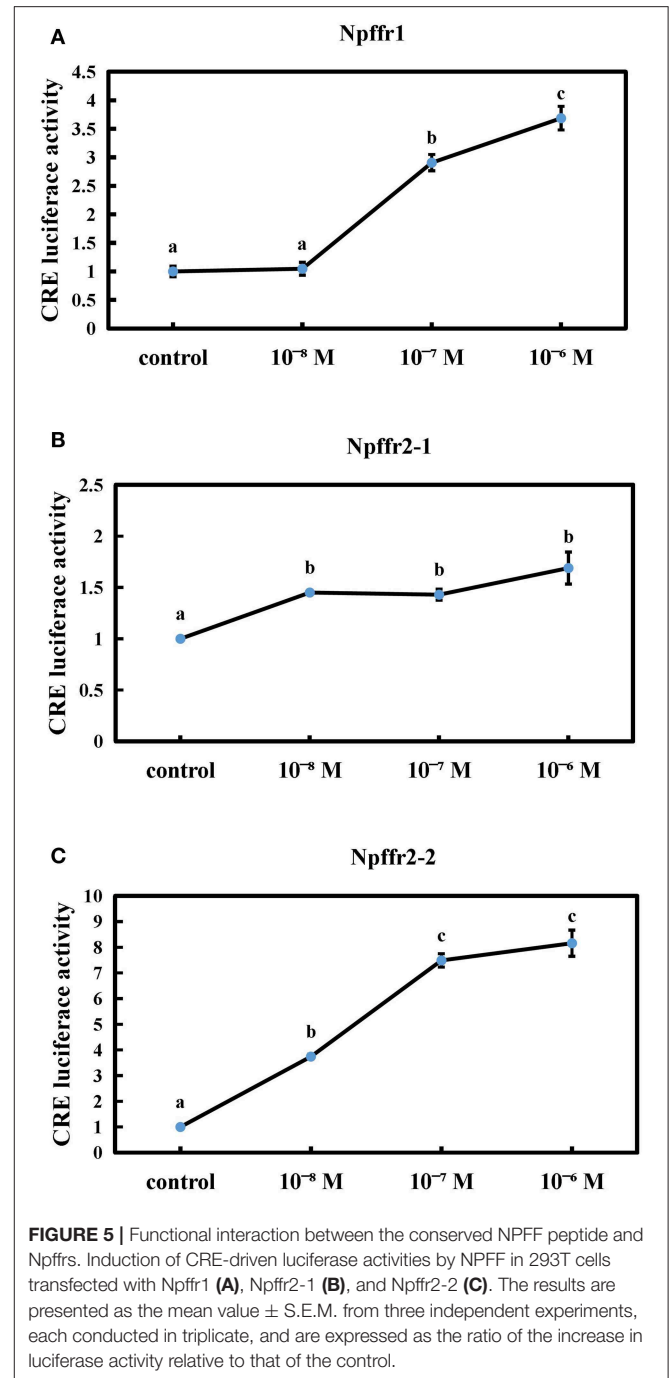 A
Npffr1
CRE luciferace activity
4.5
4
3.5
3
2.5
2
1.5
1
0.5
0
a
a
b
c
control
10⁻⁸ M
10⁻⁷ M
10⁻⁶ M
B
Npffr2-1
CRE luciferace activity
2.5
2
1.5
1
0.5
0
a
b
b
b
control
10⁻⁸ M
10⁻⁷ M
10⁻⁶ M
C
Npffr2-2
CRE luciferace activity
10
9
8
7
6
5
4
3
2
1
0
a
b
c
c
control
10⁻⁸ M
10⁻⁷ M
10⁻⁶ M
FIGURE 5 | Functional interaction between the conserved NPFF peptide and
Npffrs. Induction of CRE-driven luciferase activities by NPFF in 293T cells
transfected with Npffr1 (A), Npffr2-1 (B), and Npffr2-2 (C). The results are
presented as the mean value ± S.E.M. from three independent experiments,
each conducted in triplicate, and are expressed as the ratio of the increase in
luciferase activity relative to that of the control.